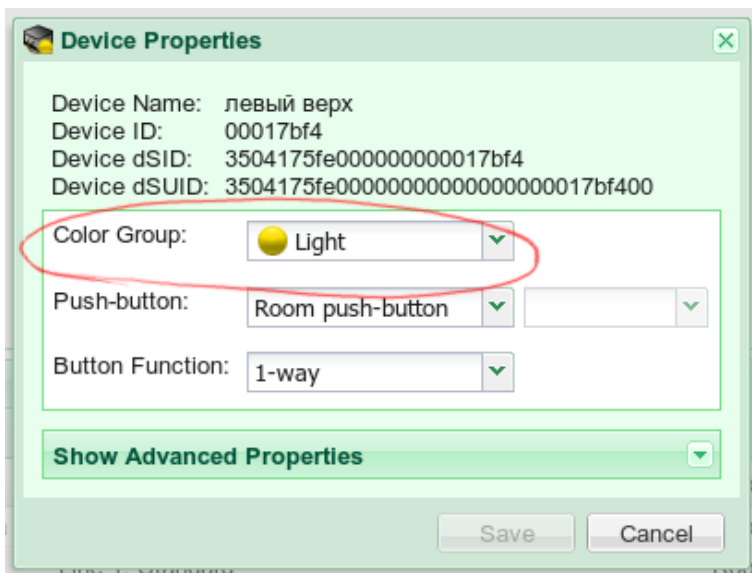 Device Properties
Device Name: левый верх
Device ID: 00017bf4
Device dSID: 3504175fe000000000017bf4
Device dSUID: 3504175fe00000000000000000017bf400
Color Group: Light
Push-button: Room push-button
Button Function: 1-way
Show Advanced Properties
Save Cancel